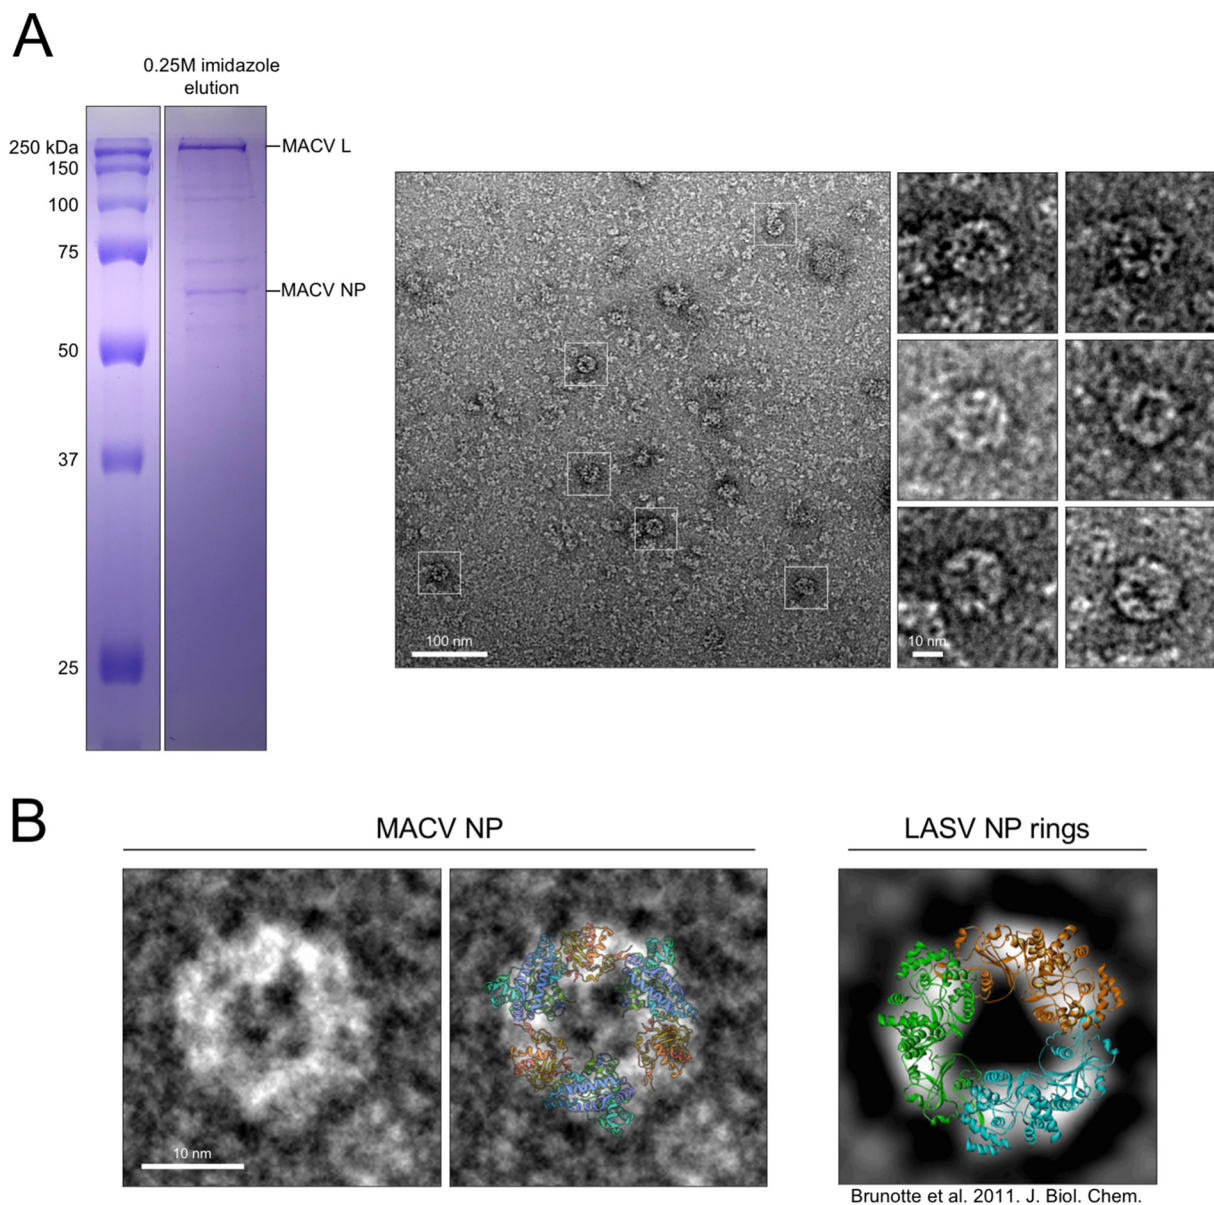 A
0.25M imidazole
elution
250 kDa
MACV L
150
100
75
MACV NP
50
37
25
100 nm
10 nm
B
MACV NP
LASV NP rings
10 nm
Brunotte et al. 2011. J. Biol. Chem.